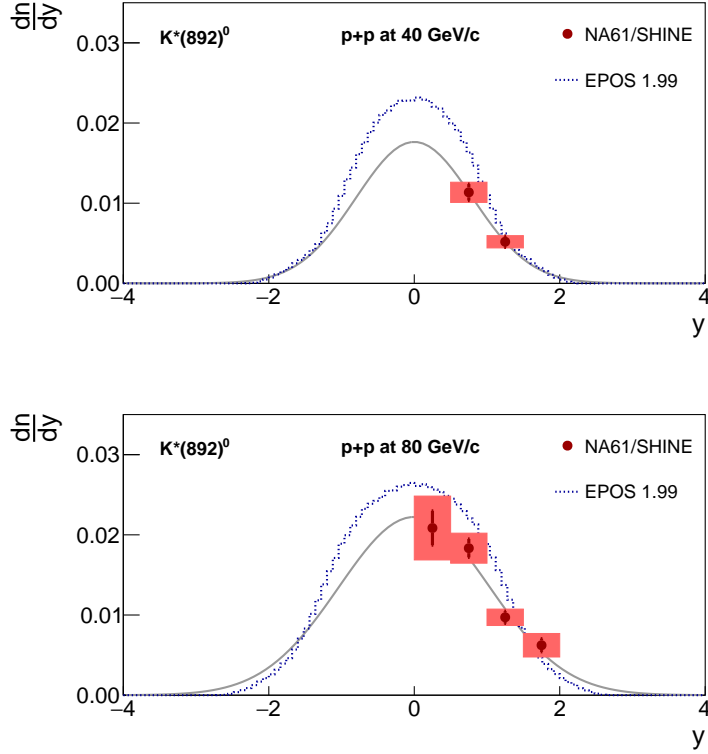 dn
dy
K*(892)⁰ p+p at 40 GeV/c NA61/SHINE
EPOS 1.99
0.03
0.02
0.01
0.00
−4 −2 0 2 4
y
dn
dy
K*(892)⁰ p+p at 80 GeV/c NA61/SHINE
EPOS 1.99
0.03
0.02
0.01
0.00
−4 −2 0 2 4
y